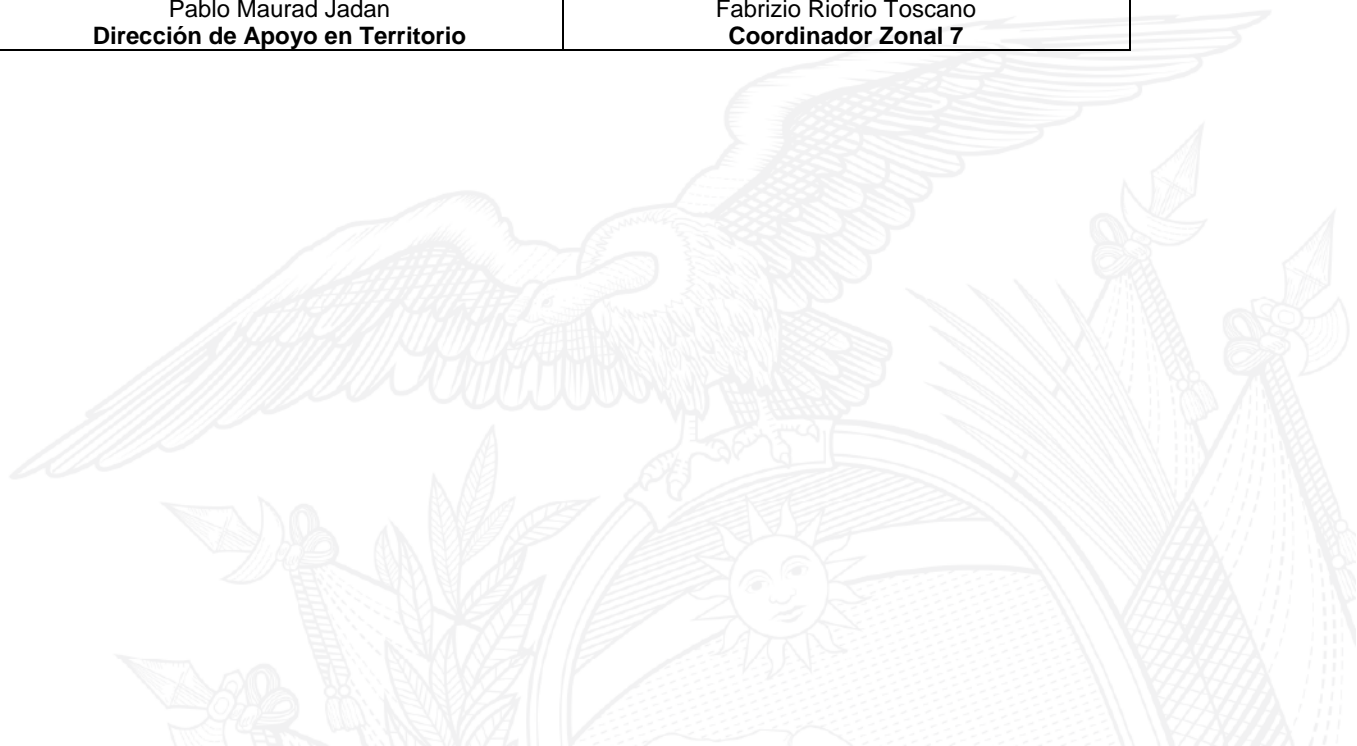 Pablo Maurad Jadan
Dirección de Apoyo en Territorio
Fabrizio Riofrio Toscano
Coordinador Zonal 7